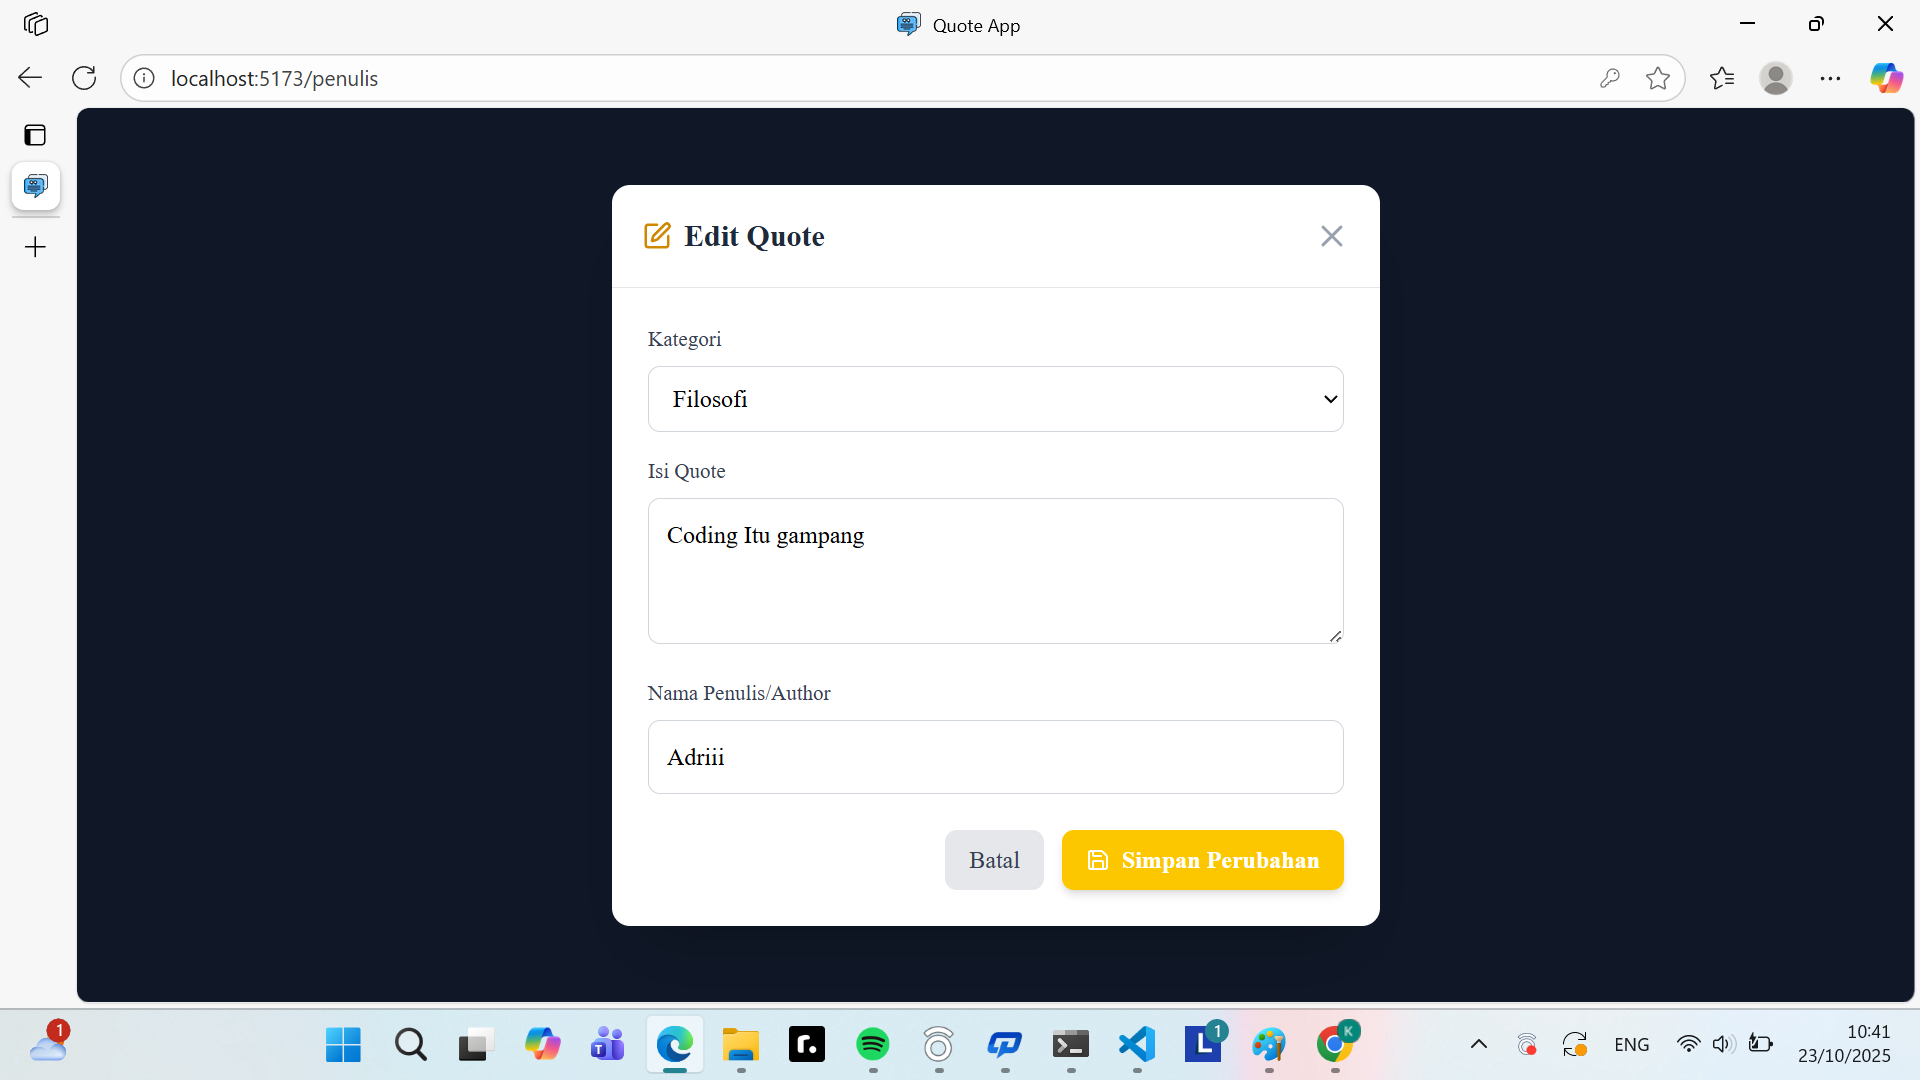 Quote App
localhost:5173/penulis
Edit Quote
Kategori
Filosofi
Isi Quote
Coding Itu gampang
Nama Penulis/Author
Adriii
Batal
Simpan Perubahan
1
T
r.
L
1
K
ENG
10:41
23/10/2025